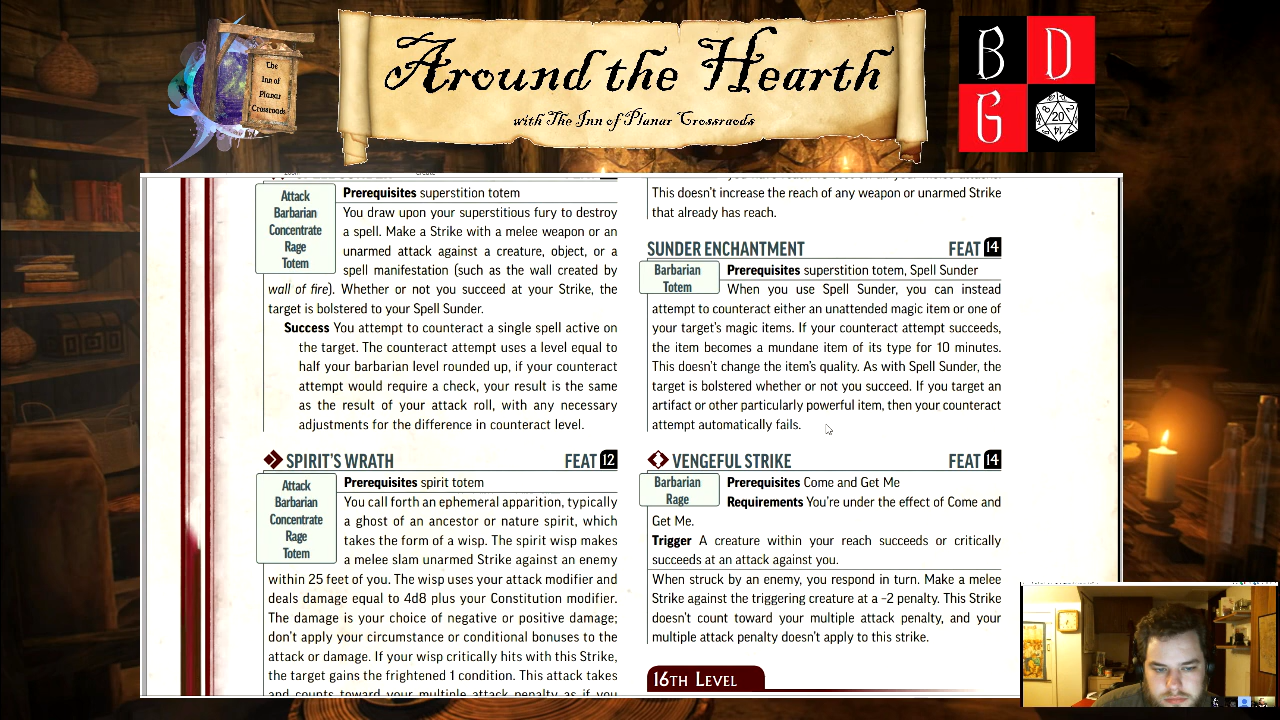 The
Inn of
Planar
Crossroads
Around the Hearth
with The Inn of Planar Crossroads
B D
G 20
Attack
Barbarian
Concentrate
Rage
Totem
Prerequisites superstition totem
You draw upon your superstitious fury to destroy
a spell. Make a Strike with a melee weapon or an
unarmed attack against a creature, object, or a
spell manifestation (such as the wall created by
wall of fire). Whether or not you succeed at your Strike, the
target is bolstered to your Spell Sunder.
Success You attempt to counteract a single spell active on
the target. The counteract attempt uses a level equal to
half your barbarian level rounded up, if your counteract
attempt would require a check, your result is the same
as the result of your attack roll, with any necessary
adjustments for the difference in counteract level.
SPIRIT'S WRATH FEAT 12
Attack
Barbarian
Concentrate
Rage
Totem
Prerequisites spirit totem
You call forth an ephemeral apparition, typically
a ghost of an ancestor or nature spirit, which
takes the form of a wisp. The spirit wisp makes
a melee slam unarmed Strike against an enemy
within 25 feet of you. The wisp uses your attack modifier and
deals damage equal to 4d8 plus your Constitution modifier.
The damage is your choice of negative or positive damage;
don't apply your circumstance or conditional bonuses to the
attack or damage. If your wisp critically hits with this Strike,
the target gains the frightened 1 condition. This attack takes
and counts toward your multiple attack penalty as if you
This doesn't increase the reach of any weapon or unarmed Strike
that already has reach.
SUNDER ENCHANTMENT FEAT 14
Barbarian
Totem
Prerequisites superstition totem, Spell Sunder
When you use Spell Sunder, you can instead
attempt to counteract either an unattended magic item or one of
your target's magic items. If your counteract attempt succeeds,
the item becomes a mundane item of its type for 10 minutes.
This doesn't change the item's quality. As with Spell Sunder, the
target is bolstered whether or not you succeed. If you target an
artifact or other particularly powerful item, then your counteract
attempt automatically fails.
VENGEFUL STRIKE FEAT 14
Barbarian
Rage
Prerequisites Come and Get Me
Requirements You're under the effect of Come and
Get Me.
Trigger A creature within your reach succeeds or critically
succeeds at an attack against you.
When struck by an enemy, you respond in turn. Make a melee
Strike against the triggering creature at a –2 penalty. This Strike
doesn't count toward your multiple attack penalty, and your
multiple attack penalty doesn't apply to this strike.
16TH LEVEL